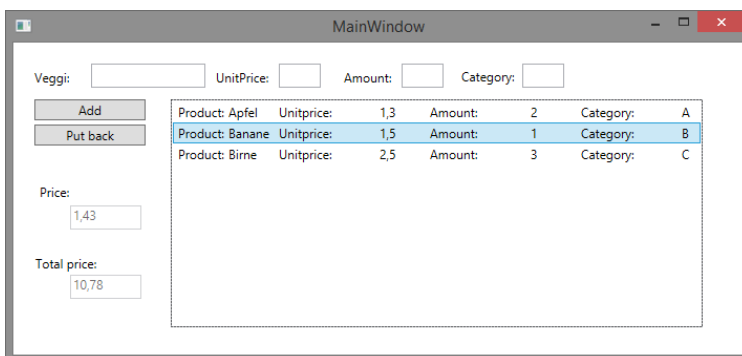 MainWindow
Veggi: UnitPrice: Amount: Category:
Add
Put back
Product: Apfel Unitprice: 1,3 Amount: 2 Category: A
Product: Banane Unitprice: 1,5 Amount: 1 Category: B
Product: Birne Unitprice: 2,5 Amount: 3 Category: C
Price:
1,43
Total price:
10,78